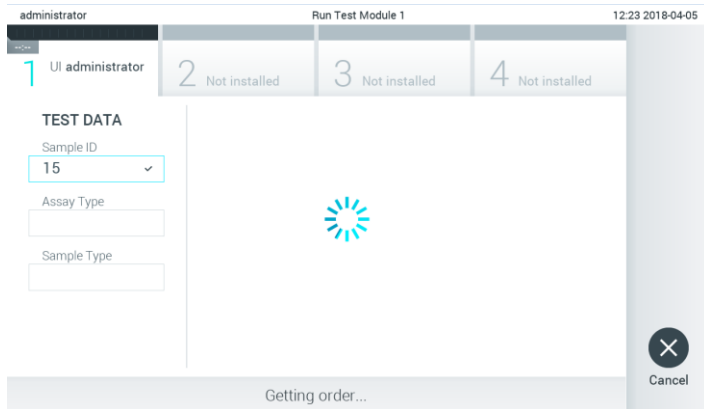 administrator
Run Test Module 1
12:23 2018-04-05
--:--
1 UI administrator
2 Not installed
3 Not installed
4 Not installed
TEST DATA
Sample ID
15
Assay Type
Sample Type
Cancel
Getting order...